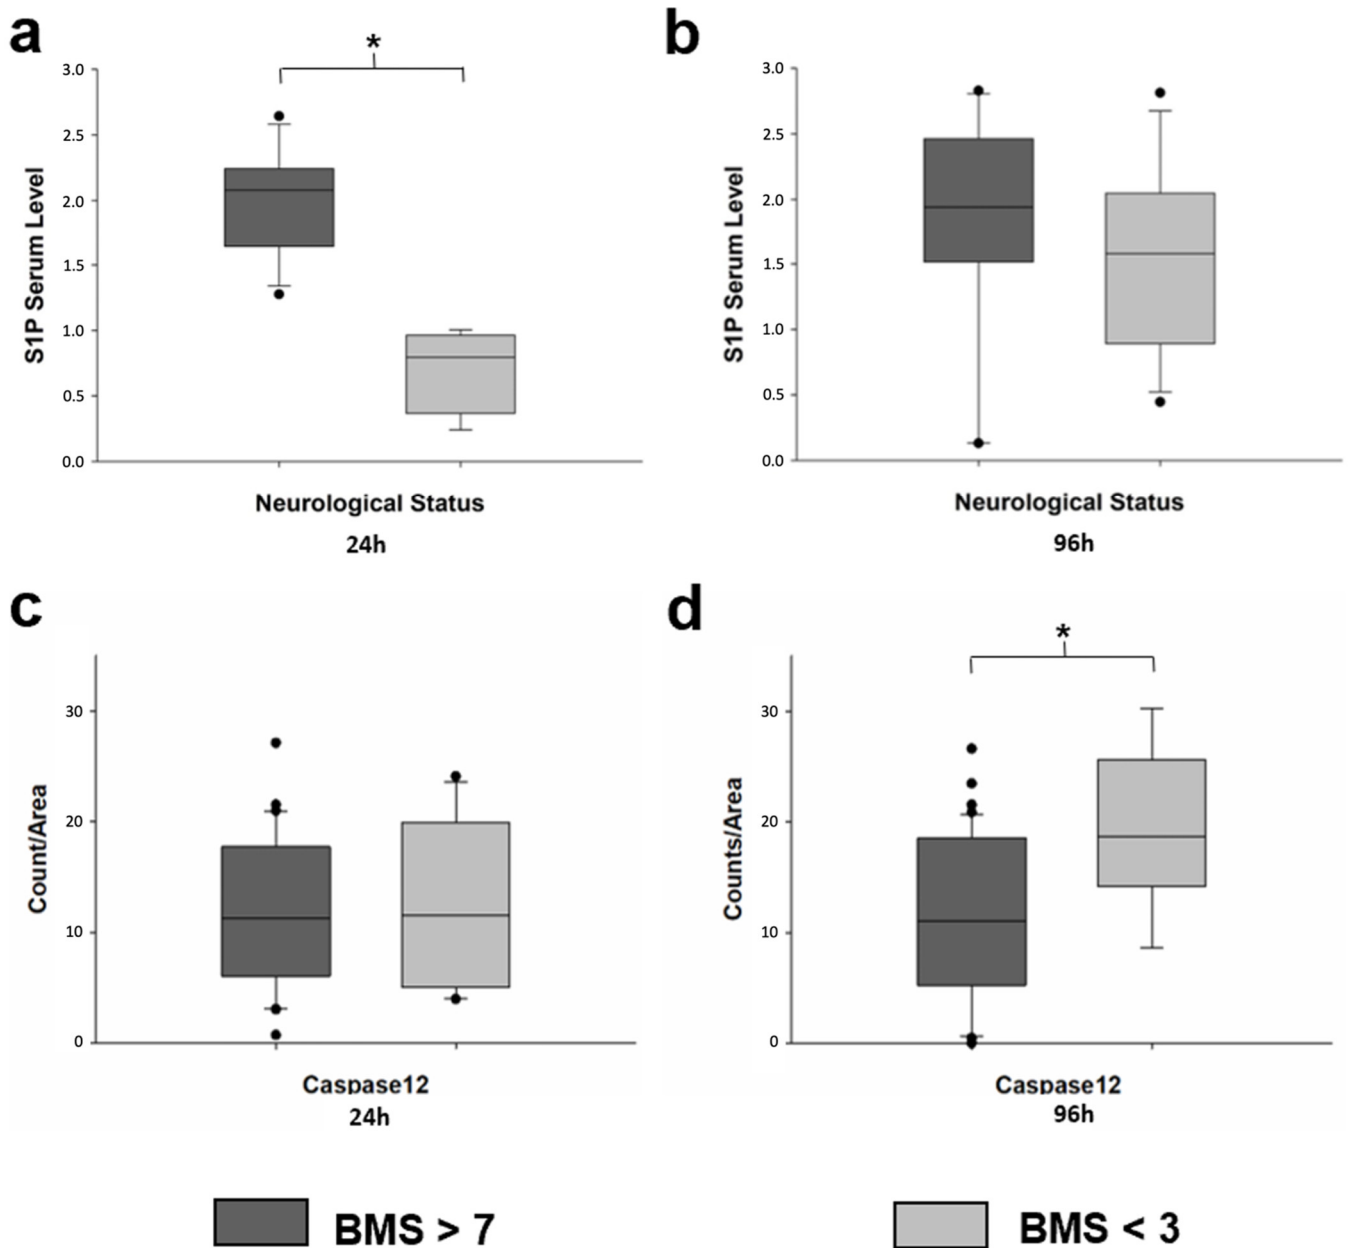 a
*
3.0
2.5
2.0
1.5
1.0
0.5
0.0
S1P Serum Level
Neurological Status
24h
b
3.0
2.5
2.0
1.5
1.0
0.5
0.0
S1P Serum Level
Neurological Status
96h
c
30
20
10
0
Count/Area
Caspase12
24h
d
*
30
20
10
0
Counts/Area
Caspase12
96h
BMS > 7
BMS < 3